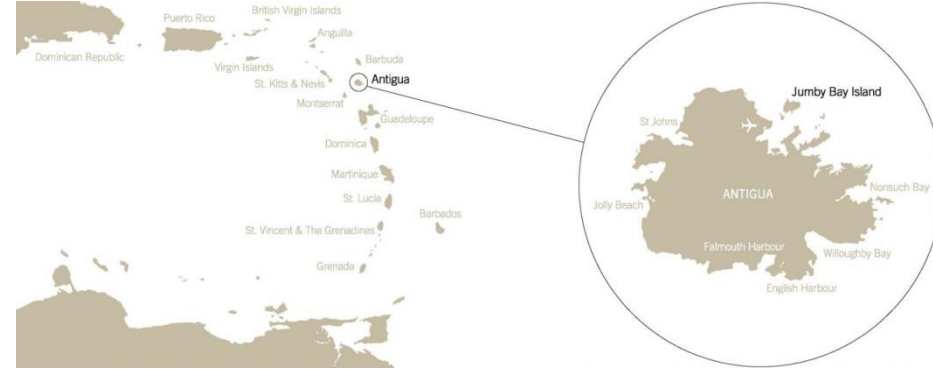 British Virgin Islands
Puerto Rico
Anguilla
Dominican Republic
Virgin Islands
Barbuda
St. Kitts & Nevis
Antigua
Montserrat
Guadeloupe
Dominica
Martinique
St. Lucia
Barbados
St. Vincent & The Grenadines
Grenada
Jumby Bay Island
St Johns
ANTIGUA
Nonsuch Bay
Jolly Beach
Falmouth Harbour
Willoughby Bay
English Harbour